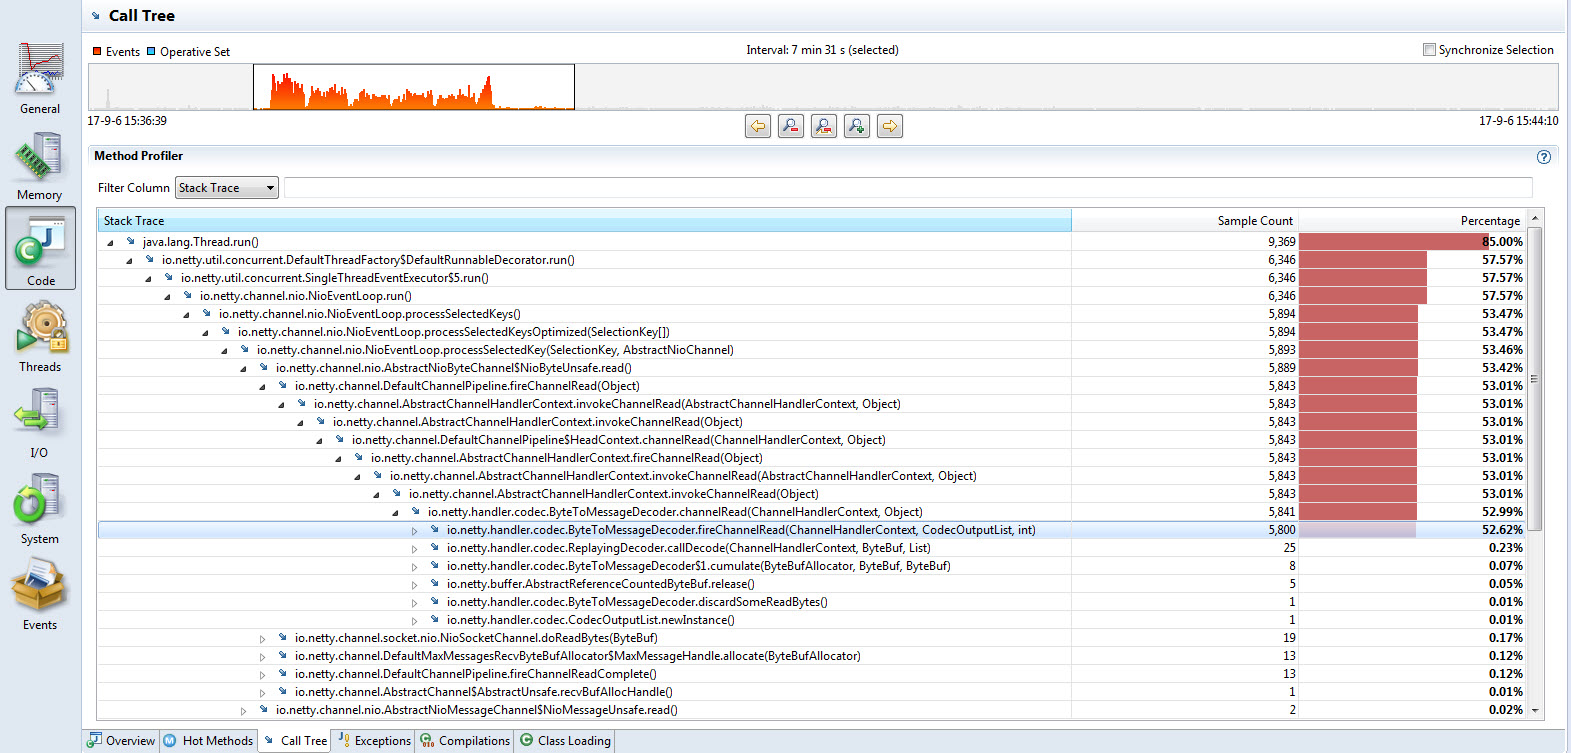 Call Tree
Events Operative Set Interval: 7 min 31 s (selected) Synchronize Selection
17-9-6 15:36:39 17-9-6 15:44:10
General
Memory
Code
Threads
I/O
System
Events
Method Profiler
Filter Column Stack Trace
Stack Trace Sample Count Percentage
java.lang.Thread.run() 9,369 85.00%
io.netty.util.concurrent.DefaultThreadFactory$DefaultRunnableDecorator.run() 6,346 57.57%
io.netty.util.concurrent.SingleThreadEventExecutor$5.run() 6,346 57.57%
io.netty.channel.nio.NioEventLoop.run() 6,346 57.57%
io.netty.channel.nio.NioEventLoop.processSelectedKeys() 5,894 53.47%
io.netty.channel.nio.NioEventLoop.processSelectedKeysOptimized(SelectionKey[]) 5,894 53.47%
io.netty.channel.nio.NioEventLoop.processSelectedKey(SelectionKey, AbstractNioChannel) 5,893 53.46%
io.netty.channel.nio.AbstractNioByteChannel$NioByteUnsafe.read() 5,889 53.42%
io.netty.channel.DefaultChannelPipeline.fireChannelRead(Object) 5,843 53.01%
io.netty.channel.AbstractChannelHandlerContext.invokeChannelRead(AbstractChannelHandlerContext, Object) 5,843 53.01%
io.netty.channel.AbstractChannelHandlerContext.invokeChannelRead(Object) 5,843 53.01%
io.netty.channel.DefaultChannelPipeline$HeadContext.channelRead(ChannelHandlerContext, Object) 5,843 53.01%
io.netty.channel.AbstractChannelHandlerContext.fireChannelRead(Object) 5,843 53.01%
io.netty.channel.AbstractChannelHandlerContext.invokeChannelRead(AbstractChannelHandlerContext, Object) 5,843 53.01%
io.netty.channel.AbstractChannelHandlerContext.invokeChannelRead(Object) 5,843 53.01%
io.netty.handler.codec.ByteToMessageDecoder.channelRead(ChannelHandlerContext, Object) 5,841 52.99%
io.netty.handler.codec.ByteToMessageDecoder.fireChannelRead(ChannelHandlerContext, CodecOutputList, int) 5,800 52.62%
io.netty.handler.codec.ReplayingDecoder.callDecode(ChannelHandlerContext, ByteBuf, List) 25 0.23%
io.netty.handler.codec.ByteToMessageDecoder$1.cumulate(ByteBufAllocator, ByteBuf, ByteBuf) 8 0.07%
io.netty.buffer.AbstractReferenceCountedByteBuf.release() 5 0.05%
io.netty.handler.codec.ByteToMessageDecoder.discardSomeReadBytes() 1 0.01%
io.netty.handler.codec.CodecOutputList.newInstance() 1 0.01%
io.netty.channel.socket.nio.NioSocketChannel.doReadBytes(ByteBuf) 19 0.17%
io.netty.channel.DefaultMaxMessagesRecvByteBufAllocator$MaxMessageHandle.allocate(ByteBufAllocator) 13 0.12%
io.netty.channel.DefaultChannelPipeline.fireChannelReadComplete() 13 0.12%
io.netty.channel.AbstractChannel$AbstractUnsafe.recvBufAllocHandle() 1 0.01%
io.netty.channel.nio.AbstractNioMessageChannel$NioMessageUnsafe.read() 2 0.02%
Overview Hot Methods Call Tree Exceptions Compilations Class Loading